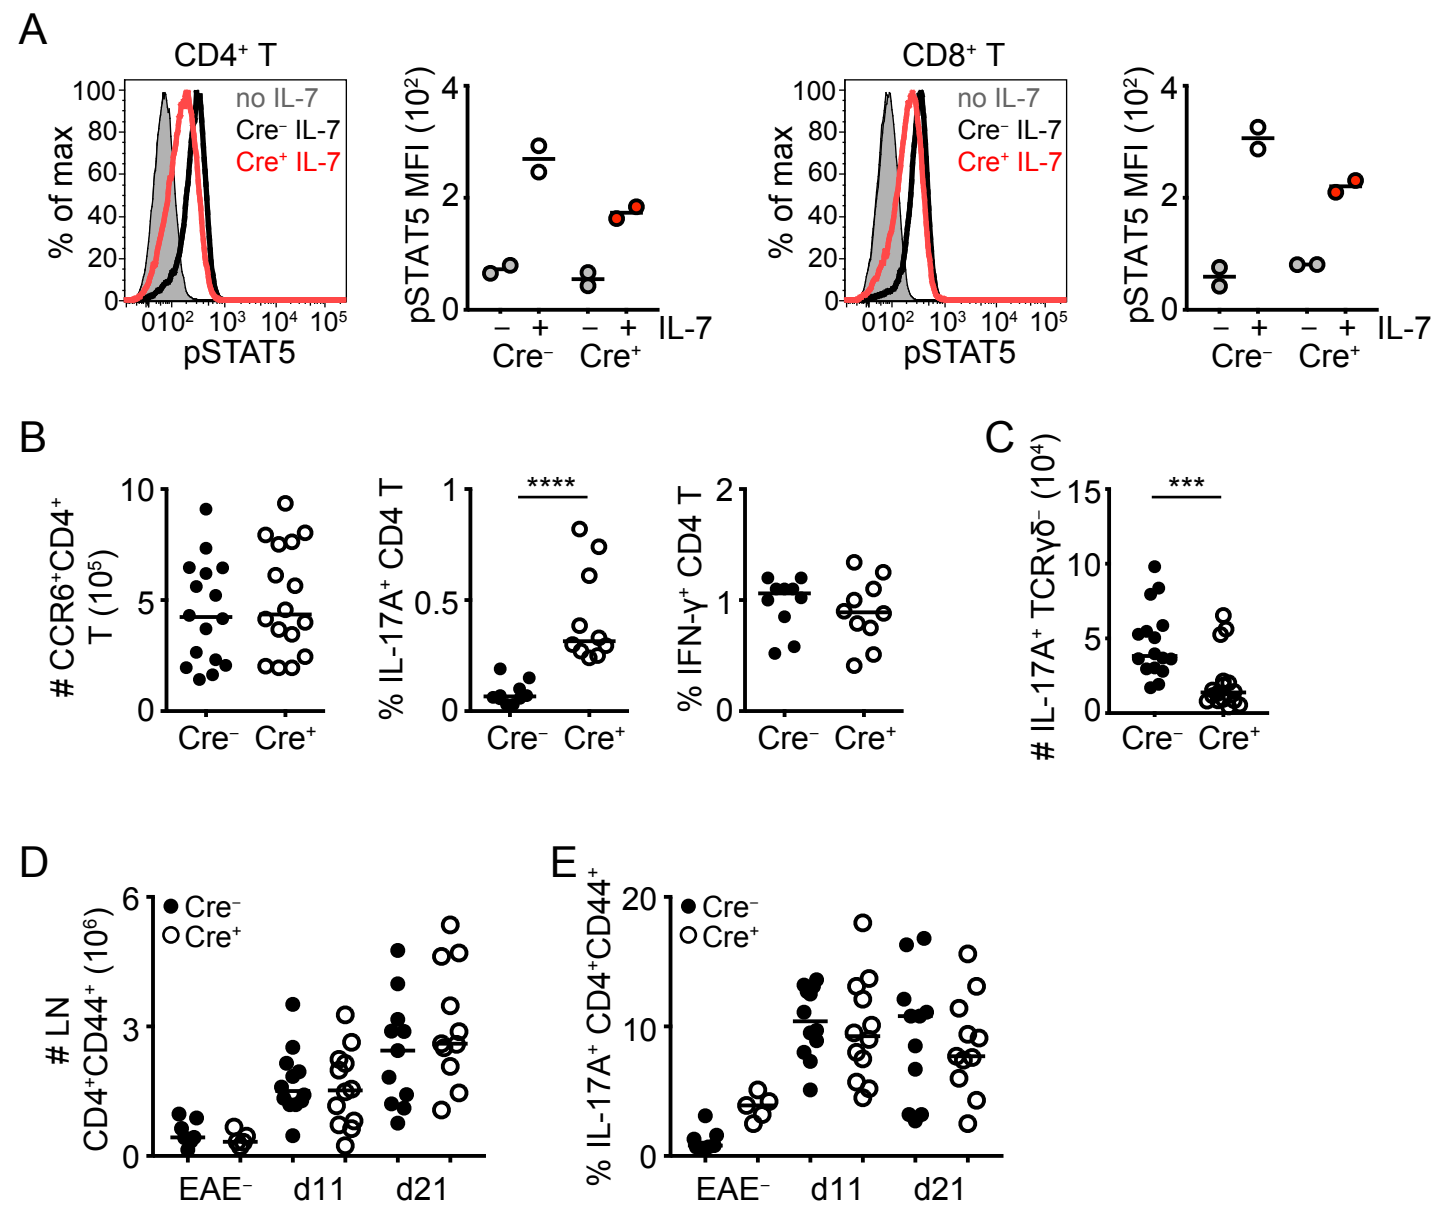 A
CD4⁺ T
100
80
60
40
20
0
% of max
no IL-7
Cre⁻ IL-7
Cre⁺ IL-7
0 10² 10³ 10⁴ 10⁵
pSTAT5
pSTAT5 MFI (10²)
4
2
0
− + − + IL-7
Cre⁻ Cre⁺
CD8⁺ T
100
80
60
40
20
0
% of max
no IL-7
Cre⁻ IL-7
Cre⁺ IL-7
0 10² 10³ 10⁴ 10⁵
pSTAT5
pSTAT5 MFI (10²)
4
2
0
− + − + IL-7
Cre⁻ Cre⁺
B
# CCR6⁺CD4⁺
T (10⁵)
10
5
0
Cre⁻ Cre⁺
% IL-17A⁺ CD4 T
1
0.5
0
****
Cre⁻ Cre⁺
% IFN-γ⁺ CD4 T
2
1
0
Cre⁻ Cre⁺
C
# IL-17A⁺ TCRγδ⁻ (10⁴)
15
10
5
0
***
Cre⁻ Cre⁺
D
# LN
CD4⁺CD44⁺ (10⁶)
6
3
0
Cre⁻
Cre⁺
EAE⁻ d11 d21
E
% IL-17A⁺ CD4⁺CD44⁺
20
10
0
Cre⁻
Cre⁺
EAE⁻ d11 d21